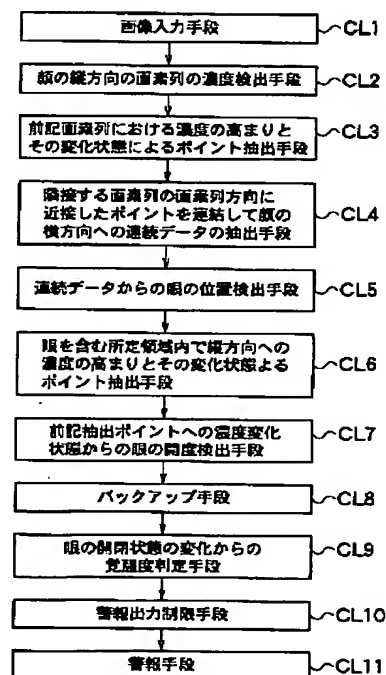 画像入力手段
CL1
顔の縦方向の画素列の濃度検出手段
CL2
前記画素列における濃度の高まりと
その変化状態によるポイント抽出手段
CL3
隣接する画素列の画素列方向に
近接したポイントを連結して顔の
横方向への連続データの抽出手段
CL4
連続データからの眼の位置検出手段
CL5
眼を含む所定領域内で縦方向への
濃度の高まりとその変化状態よる
ポイント抽出手段
CL6
前記抽出ポイントへの濃度変化
状態からの眼の開度検出手段
CL7
バックアップ手段
CL8
眼の開閉状態の変化からの
覚醒度判定手段
CL9
警報出力制限手段
CL10
警報手段
CL11